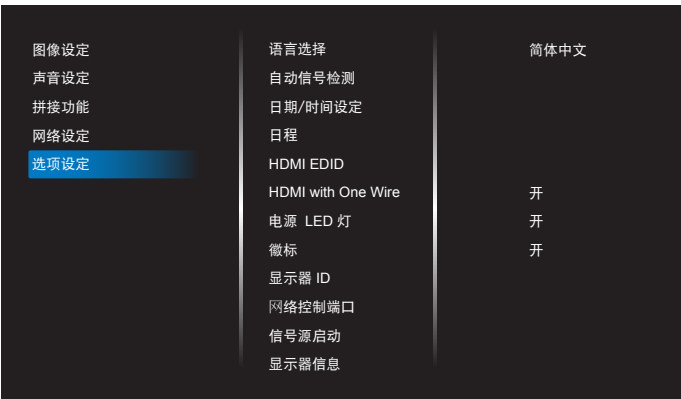 图像设定
声音设定
拼接功能
网络设定
选项设定
语言选择 简体中文
自动信号检测
日期/时间设定
日程
HDMI EDID
HDMI with One Wire 开
电源 LED 灯 开
徽标 开
显示器 ID
网络控制端口
信号源启动
显示器信息